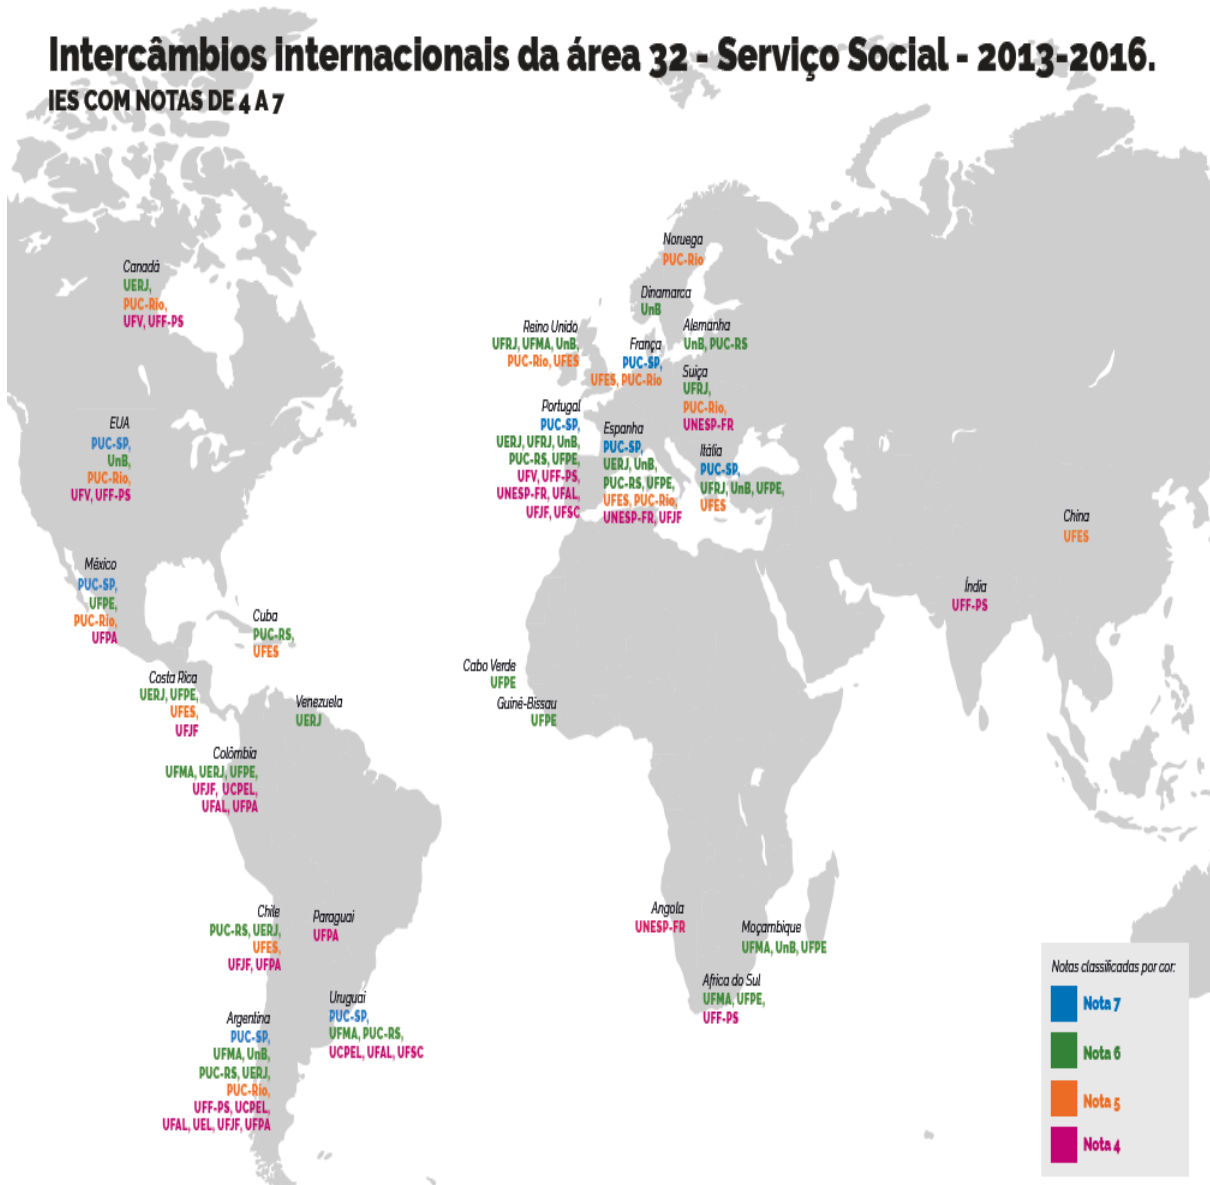 Intercâmbios internacionais da área 32 - Serviço Social - 2013-2016.
IES COM NOTAS DE 4 A 7
Canadá
UERJ,
PUC-Rio,
UFV, UFF-PS
EUA
PUC-SP,
UnB,
PUC-Rio,
UFV, UFF-PS
México
PUC-SP,
UFPE,
PUC-Rio,
UFPA
Cuba
PUC-RS,
UFES
Costa Rica
UERJ, UFPE,
UFES,
UFJF
Venezuela
UERJ
Colômbia
UFMA, UERJ, UFPE,
UFJF, UCPEL,
UFAL, UFPA
Chile
PUC-RS, UERJ,
UFES,
UFJF, UFPA
Paraguai
UFPA
Uruguai
PUC-SP,
UFMA, PUC-RS,
UCPEL, UFAL, UFSC
Argentina
PUC-SP,
UFMA, UnB,
PUC-RS, UERJ,
PUC-Rio,
UFF-PS, UCPEL,
UFAL, UEL, UFJF, UFPA
Noruega
PUC-Rio
Dinamarca
UnB
Reino Unido
UFRJ, UFMA, UnB,
PUC-Rio, UFES
França
PUC-SP,
UFES, PUC-Rio
Alemanha
UnB, PUC-RS
Suiça
UFRJ,
PUC-Rio,
UNESP-FR
Portugal
PUC-SP,
UERJ, UFRJ, UnB,
PUC-RS, UFPE,
UFV, UFF-PS,
UNESP-FR, UFAL,
UFJF, UFSC
Espanha
PUC-SP,
UERJ, UnB,
PUC-RS, UFPE,
UFES, PUC-Rio,
UNESP-FR, UFJF
Itália
PUC-SP,
UFRJ, UnB, UFPE,
UFES
China
UFES
Índia
UFF-PS
Cabo Verde
UFPE
Guiné-Bissau
UFPE
Angola
UNESP-FR
Moçambique
UFMA, UnB, UFPE
Africa do Sul
UFMA, UFPE,
UFF-PS
Notas classificadas por cor:
Nota 7
Nota 6
Nota 5
Nota 4